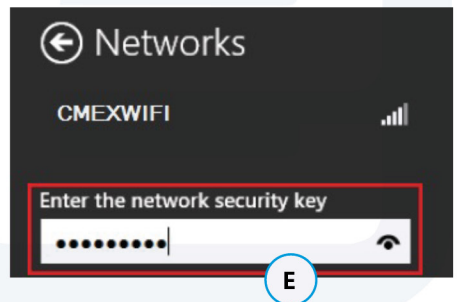 Networks
CMEXWIFI
Enter the network security key
•••••••••
E